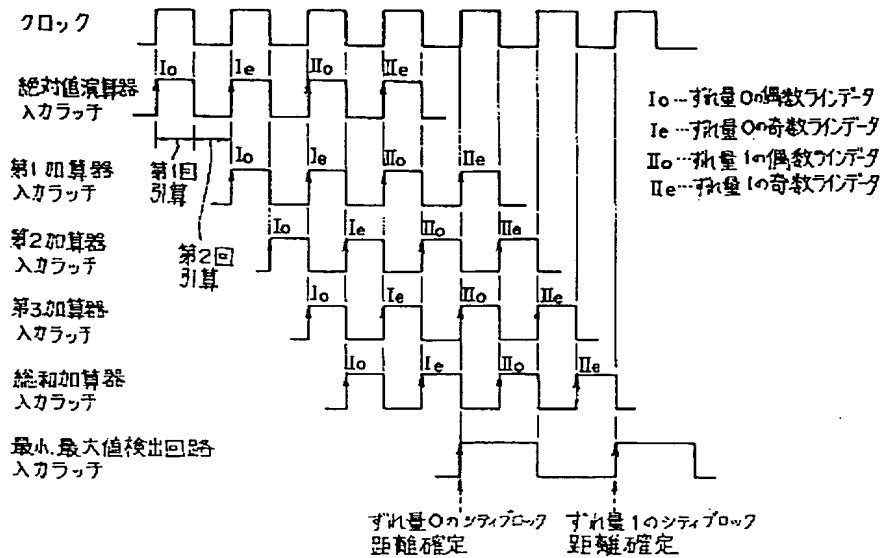 クロック
Io Ie IIo IIe
絶対値演算器
入力ラッチ
Io…ずれ量0の偶数ラインデータ
Ie…ずれ量0の奇数ラインデータ
IIo…ずれ量1の偶数ラインデータ
IIe…ずれ量1の奇数ラインデータ
第1回
引算
第2回
引算
Io Ie IIo IIe
第1加算器
入力ラッチ
Io Ie IIo IIe
第2加算器
入力ラッチ
Io Ie IIo IIe
第3加算器
入力ラッチ
Io Ie IIo IIe
総和加算器
入力ラッチ
最小、最大値検出回路
入力ラッチ
ずれ量0のシティブロック
距離確定
ずれ量1のシティブロック
距離確定